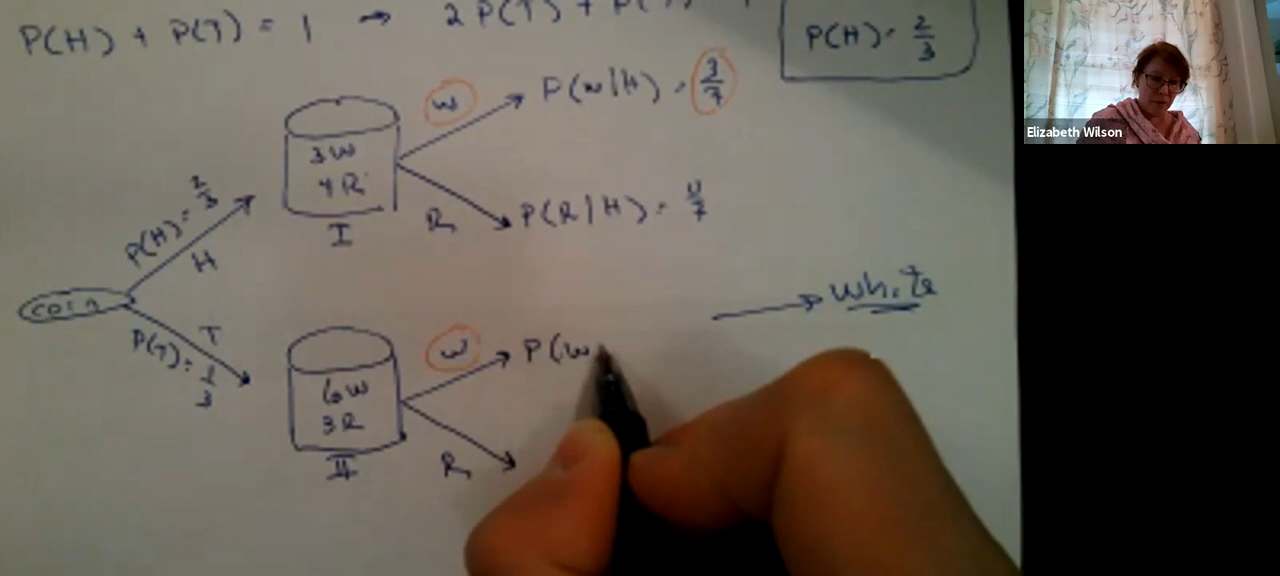 P(H) + P(T) = 1 → 2P(T) + P(T)
P(H) = 2/3
Elizabeth Wilson
w
P(w|H) = 3/7
3W
4R
P(H) = 2/3
H
R
P(R|H) = 4/7
I
coin
white
P(T) = 1/3
T
w
P(w
6W
3R
R
II